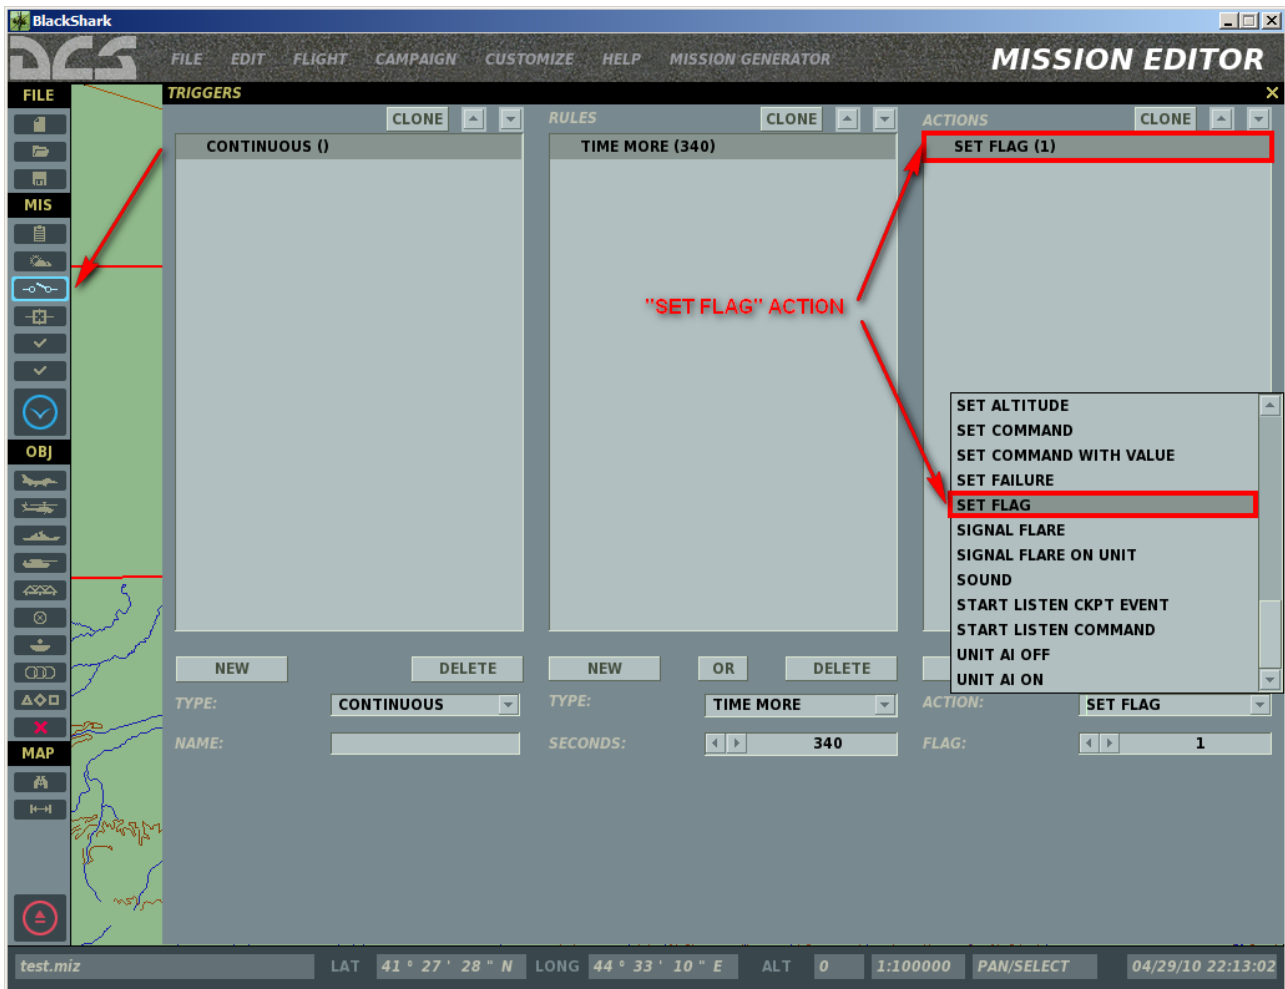 BlackShark
DCS
FILE EDIT FLIGHT CAMPAIGN CUSTOMIZE HELP MISSION GENERATOR
MISSION EDITOR
FILE
MIS
OBJ
MAP
TRIGGERS
CLONE
CONTINUOUS ()
NEW DELETE
TYPE: CONTINUOUS
NAME:
RULES CLONE
TIME MORE (340)
"SET FLAG" ACTION
NEW OR DELETE
TYPE: TIME MORE
SECONDS: 340
ACTIONS CLONE
SET FLAG (1)
SET ALTITUDE
SET COMMAND
SET COMMAND WITH VALUE
SET FAILURE
SET FLAG
SIGNAL FLARE
SIGNAL FLARE ON UNIT
SOUND
START LISTEN CKPT EVENT
START LISTEN COMMAND
UNIT AI OFF
UNIT AI ON
ACTION: SET FLAG
FLAG: 1
test.miz LAT 41 ° 27 ' 28 " N LONG 44 ° 33 ' 10 " E ALT 0 1:100000 PAN/SELECT 04/29/10 22:13:02